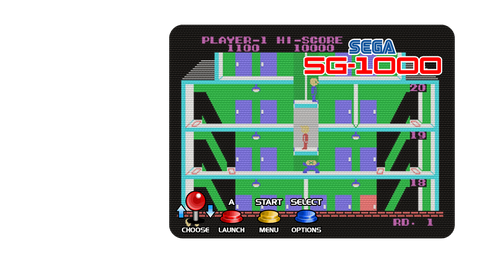 PLAYER-1 HI-SCORE
1100 10000
SEGA
SG-1000
20
19
18
A START SELECT
CHOOSE LAUNCH MENU OPTIONS
RD. 1